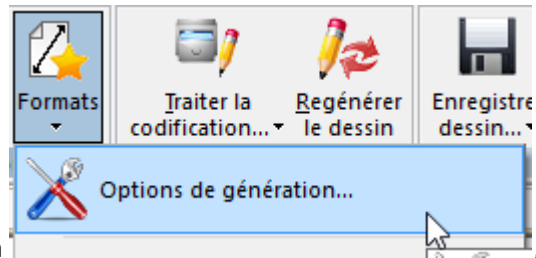 Formats
Traiter la
codification...
Regénérer
le dessin
Enregistre
dessin...
Options de génération...